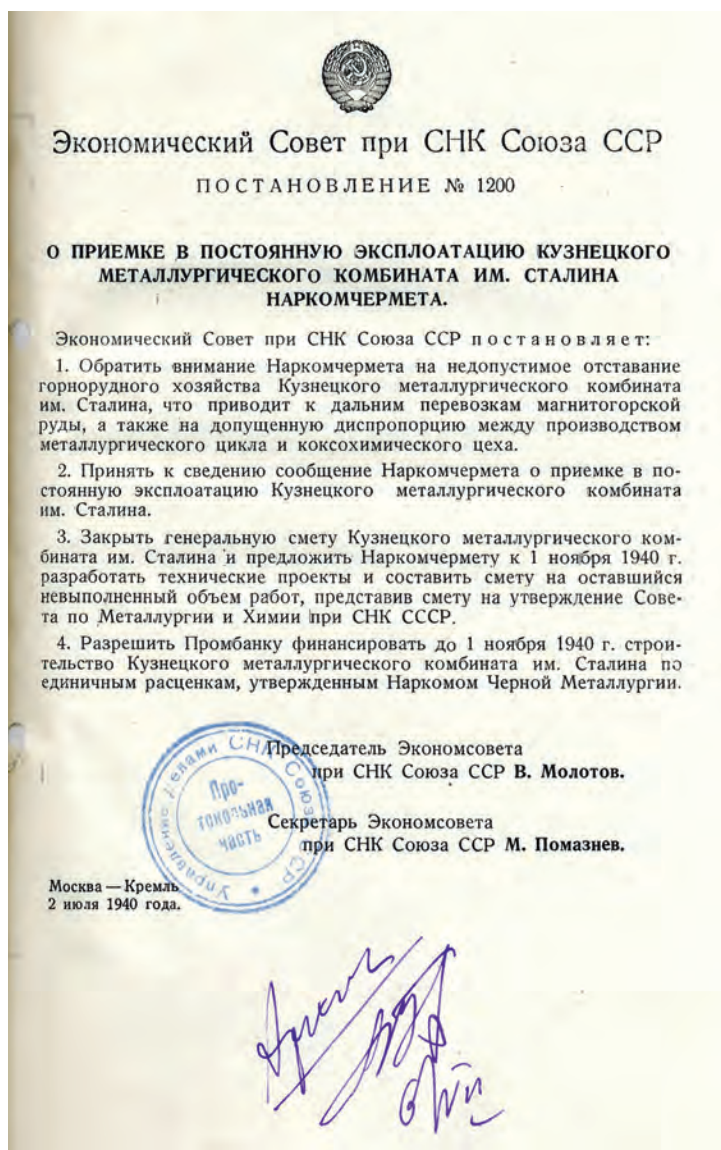 Экономический Совет при СНК Союза ССР
ПОСТАНОВЛЕНИЕ № 1200
О ПРИЕМКЕ В ПОСТОЯННУЮ ЭКСПЛОАТАЦИЮ КУЗНЕЦКОГО
МЕТАЛЛУРГИЧЕСКОГО КОМБИНАТА ИМ. СТАЛИНА
НАРКОМЧЕРМЕТА.
Экономический Совет при СНК Союза ССР постановляет:
1. Обратить внимание Наркомчермета на недопустимое отставание
горнорудного хозяйства Кузнецкого металлургического комбината
им. Сталина, что приводит к дальним перевозкам магнитогорской
руды, а также на допущенную диспропорцию между производством
металлургического цикла и коксохимического цеха.
2. Принять к сведению сообщение Наркомчермета о приемке в по-
стоянную эксплоатацию Кузнецкого металлургического комбината
им. Сталина.
3. Закрыть генеральную смету Кузнецкого металлургического ком-
бината им. Сталина и предложить Наркомчермету к 1 ноября 1940 г.
разработать технические проекты и составить смету на оставшийся
невыполненный объем работ, представив смету на утверждение Сове-
та по Металлургии и Химии при СНК СССР.
4. Разрешить Промбанку финансировать до 1 ноября 1940 г. строи-
тельство Кузнецкого металлургического комбината им. Сталина по
единичным расценкам, утвержденным Наркомом Черной Металлургии.
Председатель Экономсовета
при СНК Союза ССР В. Молотов.
Секретарь Экономсовета
при СНК Союза ССР М. Помазнев.
Управление делами СНК Союза ССР
Про-
токольная
часть
Москва — Кремль
2 июля 1940 года.